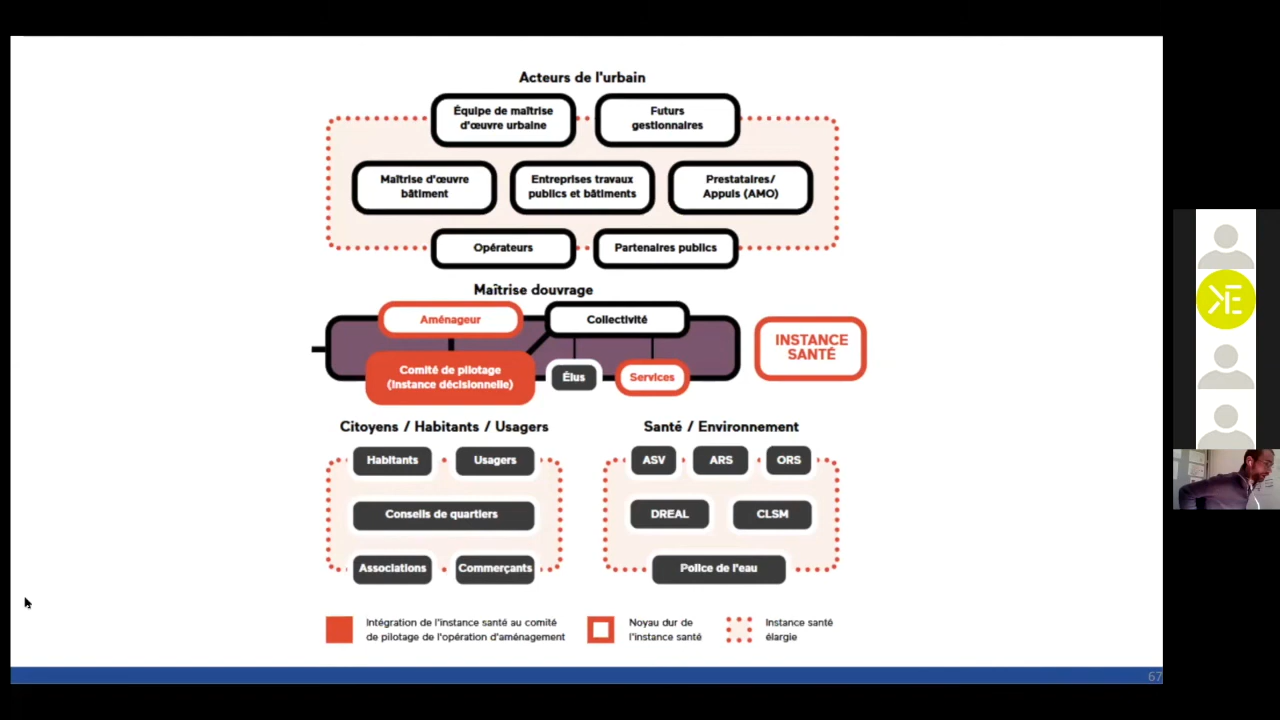 Acteurs de l'urbain
Équipe de maîtrise
d'œuvre urbaine
Futurs
gestionnaires
Maîtrise d'œuvre
bâtiment
Entreprises travaux
publics et bâtiments
Prestataires/
Appuis (AMO)
Opérateurs
Partenaires publics
Maîtrise douvrage
Aménageur
Collectivité
INSTANCE
SANTÉ
Comité de pilotage
(Instance décisionnelle)
Élus
Services
Citoyens / Habitants / Usagers
Santé / Environnement
Habitants
Usagers
ASV
ARS
ORS
Conseils de quartiers
DREAL
CLSM
Associations
Commerçants
Police de l'eau
Intégration de l'instance santé au comité
de pilotage de l'opération d'aménagement
Noyau dur de
l'instance santé
Instance santé
élargie
67